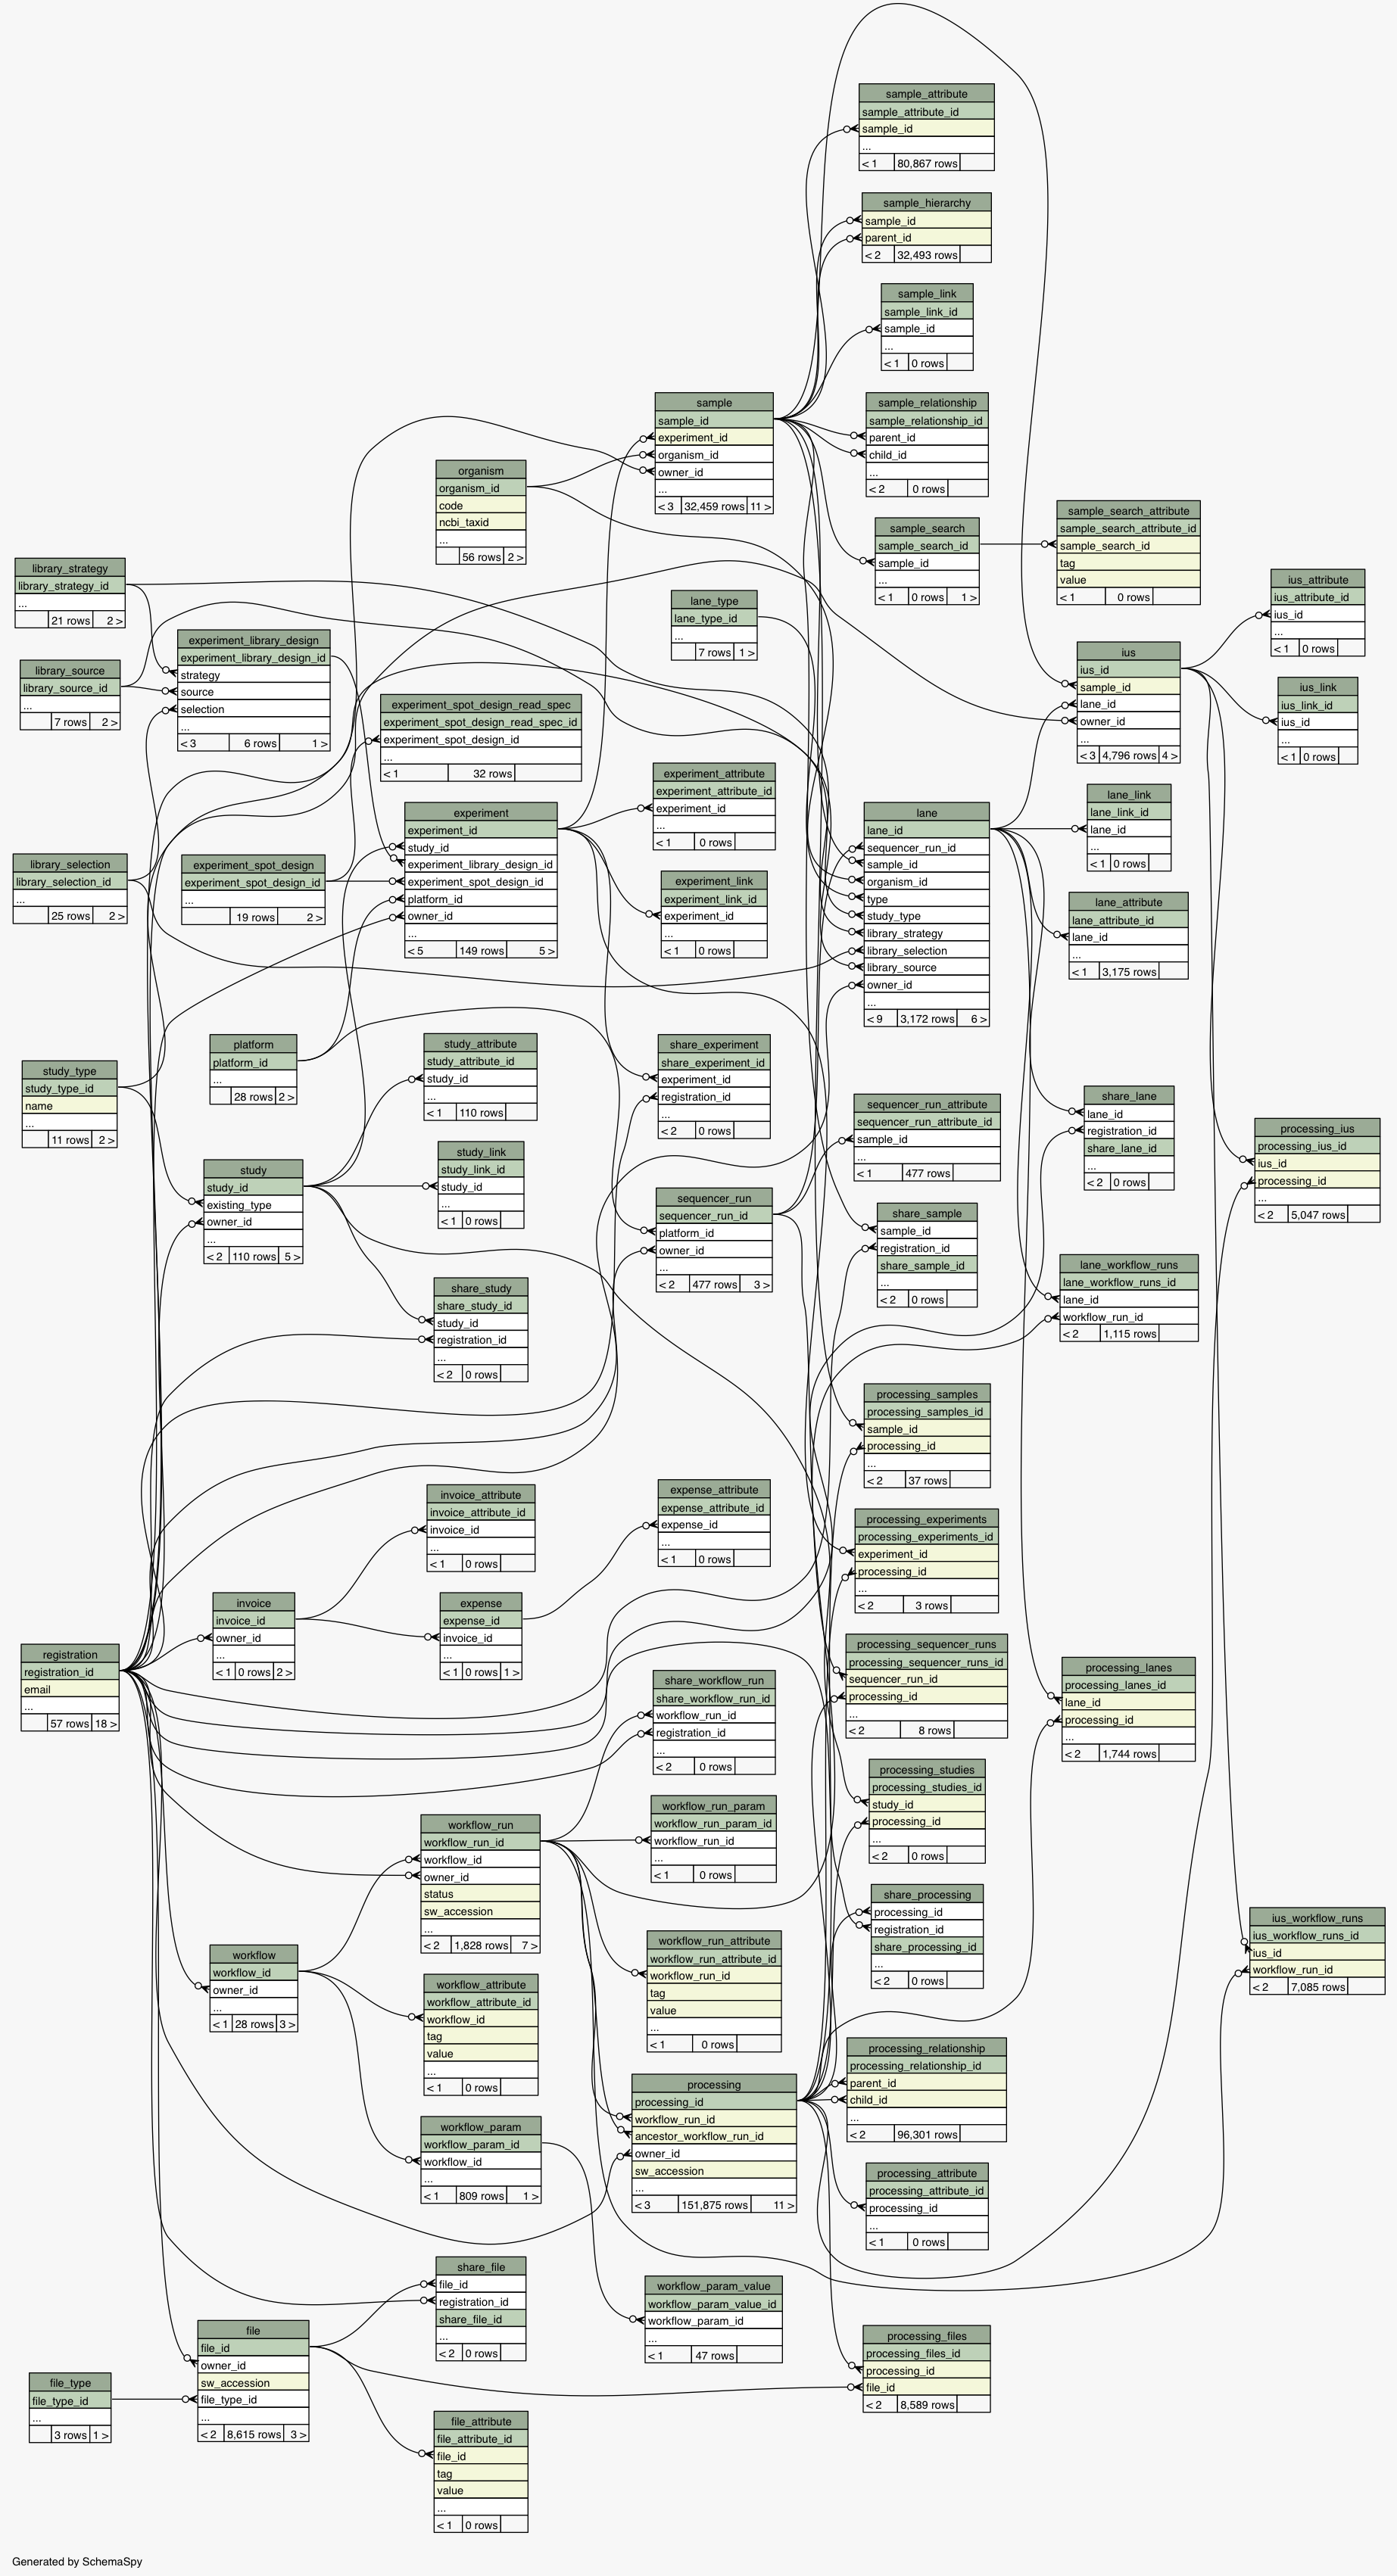 sample_attribute
sample_attribute_id
sample_id
...
< 1 80,867 rows
sample_hierarchy
sample_id
parent_id
< 2 32,493 rows
sample_link
sample_link_id
sample_id
...
< 1 0 rows
sample
sample_id
experiment_id
organism_id
owner_id
...
< 3 32,459 rows 11 >
sample_relationship
sample_relationship_id
parent_id
child_id
...
< 2 0 rows
organism
organism_id
code
ncbi_taxid
...
56 rows 2 >
sample_search
sample_search_id
sample_id
...
< 1 0 rows 1 >
sample_search_attribute
sample_search_attribute_id
sample_search_id
tag
value
< 1 0 rows
library_strategy
library_strategy_id
...
21 rows 2 >
lane_type
lane_type_id
...
7 rows 1 >
ius_attribute
ius_attribute_id
ius_id
...
< 1 0 rows
experiment_library_design
experiment_library_design_id
strategy
source
selection
...
< 3 6 rows 1 >
library_source
library_source_id
...
7 rows 2 >
ius
ius_id
sample_id
lane_id
owner_id
...
< 3 4,796 rows 4 >
ius_link
ius_link_id
ius_id
...
< 1 0 rows
experiment_spot_design_read_spec
experiment_spot_design_read_spec_id
experiment_spot_design_id
...
< 1 32 rows
experiment_attribute
experiment_attribute_id
experiment_id
...
< 1 0 rows
lane_link
lane_link_id
lane_id
...
< 1 0 rows
experiment
experiment_id
study_id
experiment_library_design_id
experiment_spot_design_id
platform_id
owner_id
...
< 5 149 rows 5 >
lane
lane_id
sequencer_run_id
sample_id
organism_id
type
study_type
library_strategy
library_selection
library_source
owner_id
...
< 9 3,172 rows 6 >
library_selection
library_selection_id
...
25 rows 2 >
experiment_spot_design
experiment_spot_design_id
...
19 rows 2 >
experiment_link
experiment_link_id
experiment_id
...
< 1 0 rows
lane_attribute
lane_attribute_id
lane_id
...
< 1 3,175 rows
platform
platform_id
...
28 rows 2 >
study_attribute
study_attribute_id
study_id
...
< 1 110 rows
share_experiment
share_experiment_id
experiment_id
registration_id
...
< 2 0 rows
study_type
study_type_id
name
...
11 rows 2 >
sequencer_run_attribute
sequencer_run_attribute_id
sample_id
...
< 1 477 rows
share_lane
lane_id
registration_id
share_lane_id
...
< 2 0 rows
processing_ius
processing_ius_id
ius_id
processing_id
...
< 2 5,047 rows
study
study_id
existing_type
owner_id
...
< 2 110 rows 5 >
study_link
study_link_id
study_id
...
< 1 0 rows
sequencer_run
sequencer_run_id
platform_id
owner_id
...
< 2 477 rows 3 >
share_sample
sample_id
registration_id
share_sample_id
...
< 2 0 rows
lane_workflow_runs
lane_workflow_runs_id
lane_id
workflow_run_id
< 2 1,115 rows
share_study
share_study_id
study_id
registration_id
...
< 2 0 rows
processing_samples
processing_samples_id
sample_id
processing_id
...
< 2 37 rows
invoice_attribute
invoice_attribute_id
invoice_id
...
< 1 0 rows
expense_attribute
expense_attribute_id
expense_id
...
< 1 0 rows
processing_experiments
processing_experiments_id
experiment_id
processing_id
...
< 2 3 rows
invoice
invoice_id
owner_id
...
< 1 0 rows 2 >
expense
expense_id
invoice_id
...
< 1 0 rows 1 >
registration
registration_id
email
...
57 rows 18 >
processing_sequencer_runs
processing_sequencer_runs_id
sequencer_run_id
processing_id
...
< 2 8 rows
processing_lanes
processing_lanes_id
lane_id
processing_id
...
< 2 1,744 rows
share_workflow_run
share_workflow_run_id
workflow_run_id
registration_id
...
< 2 0 rows
processing_studies
processing_studies_id
study_id
processing_id
...
< 2 0 rows
workflow_run
workflow_run_id
workflow_id
owner_id
status
sw_accession
...
< 2 1,828 rows 7 >
workflow_run_param
workflow_run_param_id
workflow_run_id
...
< 1 0 rows
share_processing
processing_id
registration_id
share_processing_id
...
< 2 0 rows
ius_workflow_runs
ius_workflow_runs_id
ius_id
workflow_run_id
< 2 7,085 rows
workflow
workflow_id
owner_id
...
< 1 28 rows 3 >
workflow_run_attribute
workflow_run_attribute_id
workflow_run_id
tag
value
...
< 1 0 rows
workflow_attribute
workflow_attribute_id
workflow_id
tag
value
...
< 1 0 rows
processing_relationship
processing_relationship_id
parent_id
child_id
...
< 2 96,301 rows
processing
processing_id
workflow_run_id
ancestor_workflow_run_id
owner_id
sw_accession
...
< 3 151,875 rows 11 >
workflow_param
workflow_param_id
workflow_id
...
< 1 809 rows 1 >
processing_attribute
processing_attribute_id
processing_id
...
< 1 0 rows
share_file
file_id
registration_id
share_file_id
...
< 2 0 rows
workflow_param_value
workflow_param_value_id
workflow_param_id
...
< 1 47 rows
file
file_id
owner_id
sw_accession
file_type_id
...
< 2 8,615 rows 3 >
processing_files
processing_files_id
processing_id
file_id
< 2 8,589 rows
file_type
file_type_id
...
3 rows 1 >
file_attribute
file_attribute_id
file_id
tag
value
...
< 1 0 rows
Generated by SchemaSpy